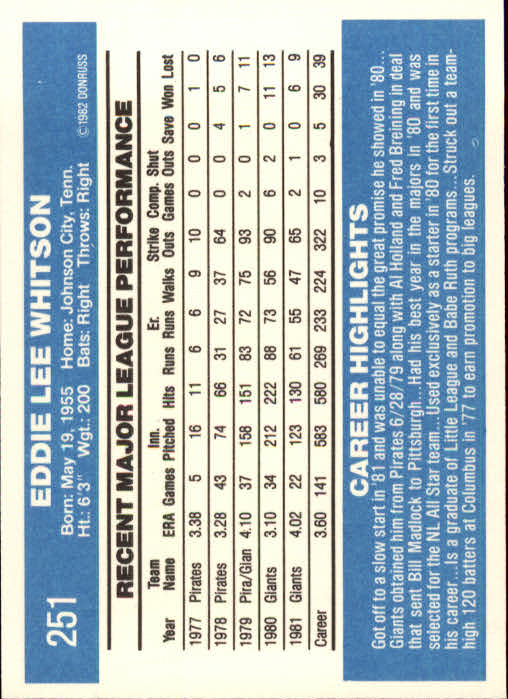 251
EDDIE LEE WHITSON
Born: May 19, 1955 Home: Johnson City, Tenn.
Ht.: 6'3" Wgt.: 200 Bats: Right Throws: Right
©1982 DONRUSS
RECENT MAJOR LEAGUE PERFORMANCE
Team Inn. Er. Strike Comp. Shut
Year Name ERA Games Pitched Hits Runs Runs Walks Outs Games Outs Save Won Lost
1977 Pirates 3.38 5 16 11 6 6 9 10 0 0 0 1 0
1978 Pirates 3.28 43 74 66 31 27 37 64 0 0 4 5 6
1979 Pira/Gian 4.10 37 158 151 83 72 75 93 2 0 1 7 11
1980 Giants 3.10 34 212 222 88 73 56 90 6 2 0 11 13
1981 Giants 4.02 22 123 130 61 55 47 65 2 1 0 6 9
Career 3.60 141 583 580 269 233 224 322 10 3 5 30 39
CAREER HIGHLIGHTS
Got off to a slow start in '81 and was unable to equal the great promise he showed in '80...
Giants obtained him from Pirates 6/28/79 along with Al Holland and Fred Breining in deal
that sent Bill Madlock to Pittsburgh...Had his best year in the majors in '80 and was
selected for the NL All Star team...Used exclusively as a starter in '80 for the first time in
his career...Is a graduate of Little League and Babe Ruth programs...Struck out a team-
high 120 batters at Columbus in '77 to earn promotion to big leagues.